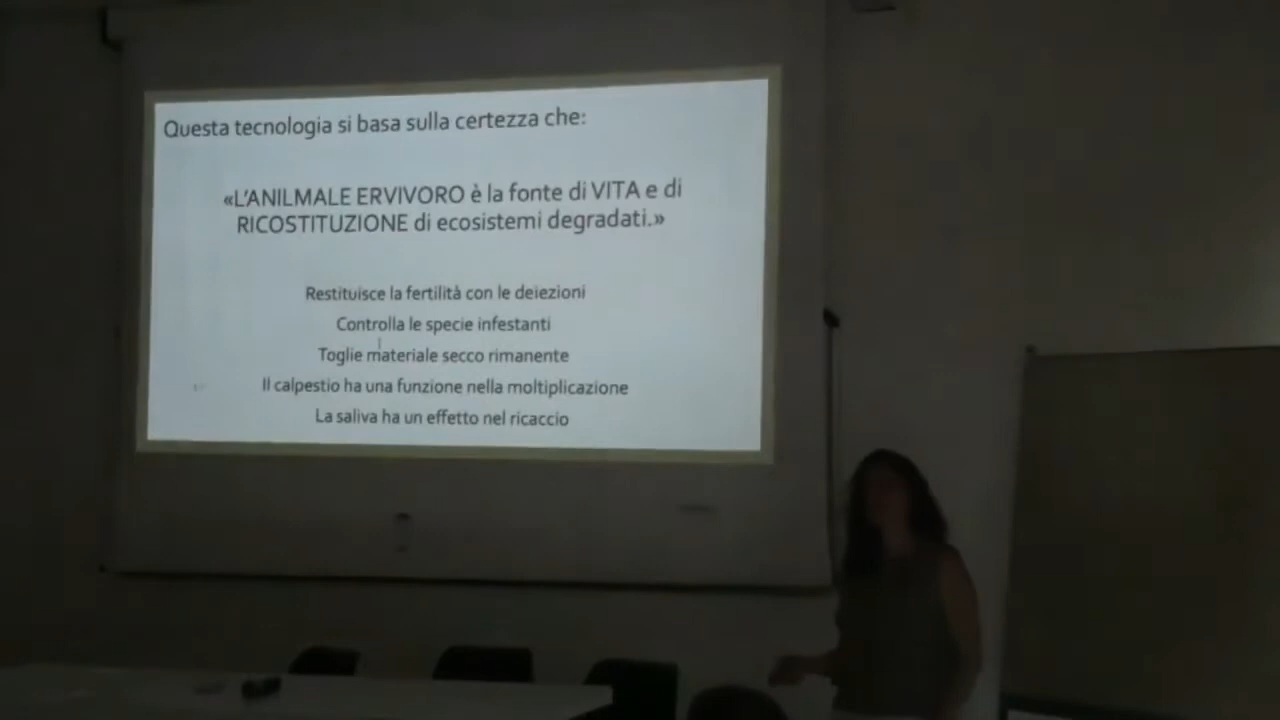 Questa tecnologia si basa sulla certezza che:
«L'ANILMALE ERVIVORO è la fonte di VITA e di
RICOSTITUZIONE di ecosistemi degradati.»
Restituisce la fertilità con le deiezioni
Controlla le specie infestanti
Toglie materiale secco rimanente
Il calpestio ha una funzione nella moltiplicazione
La saliva ha un effetto nel ricaccio